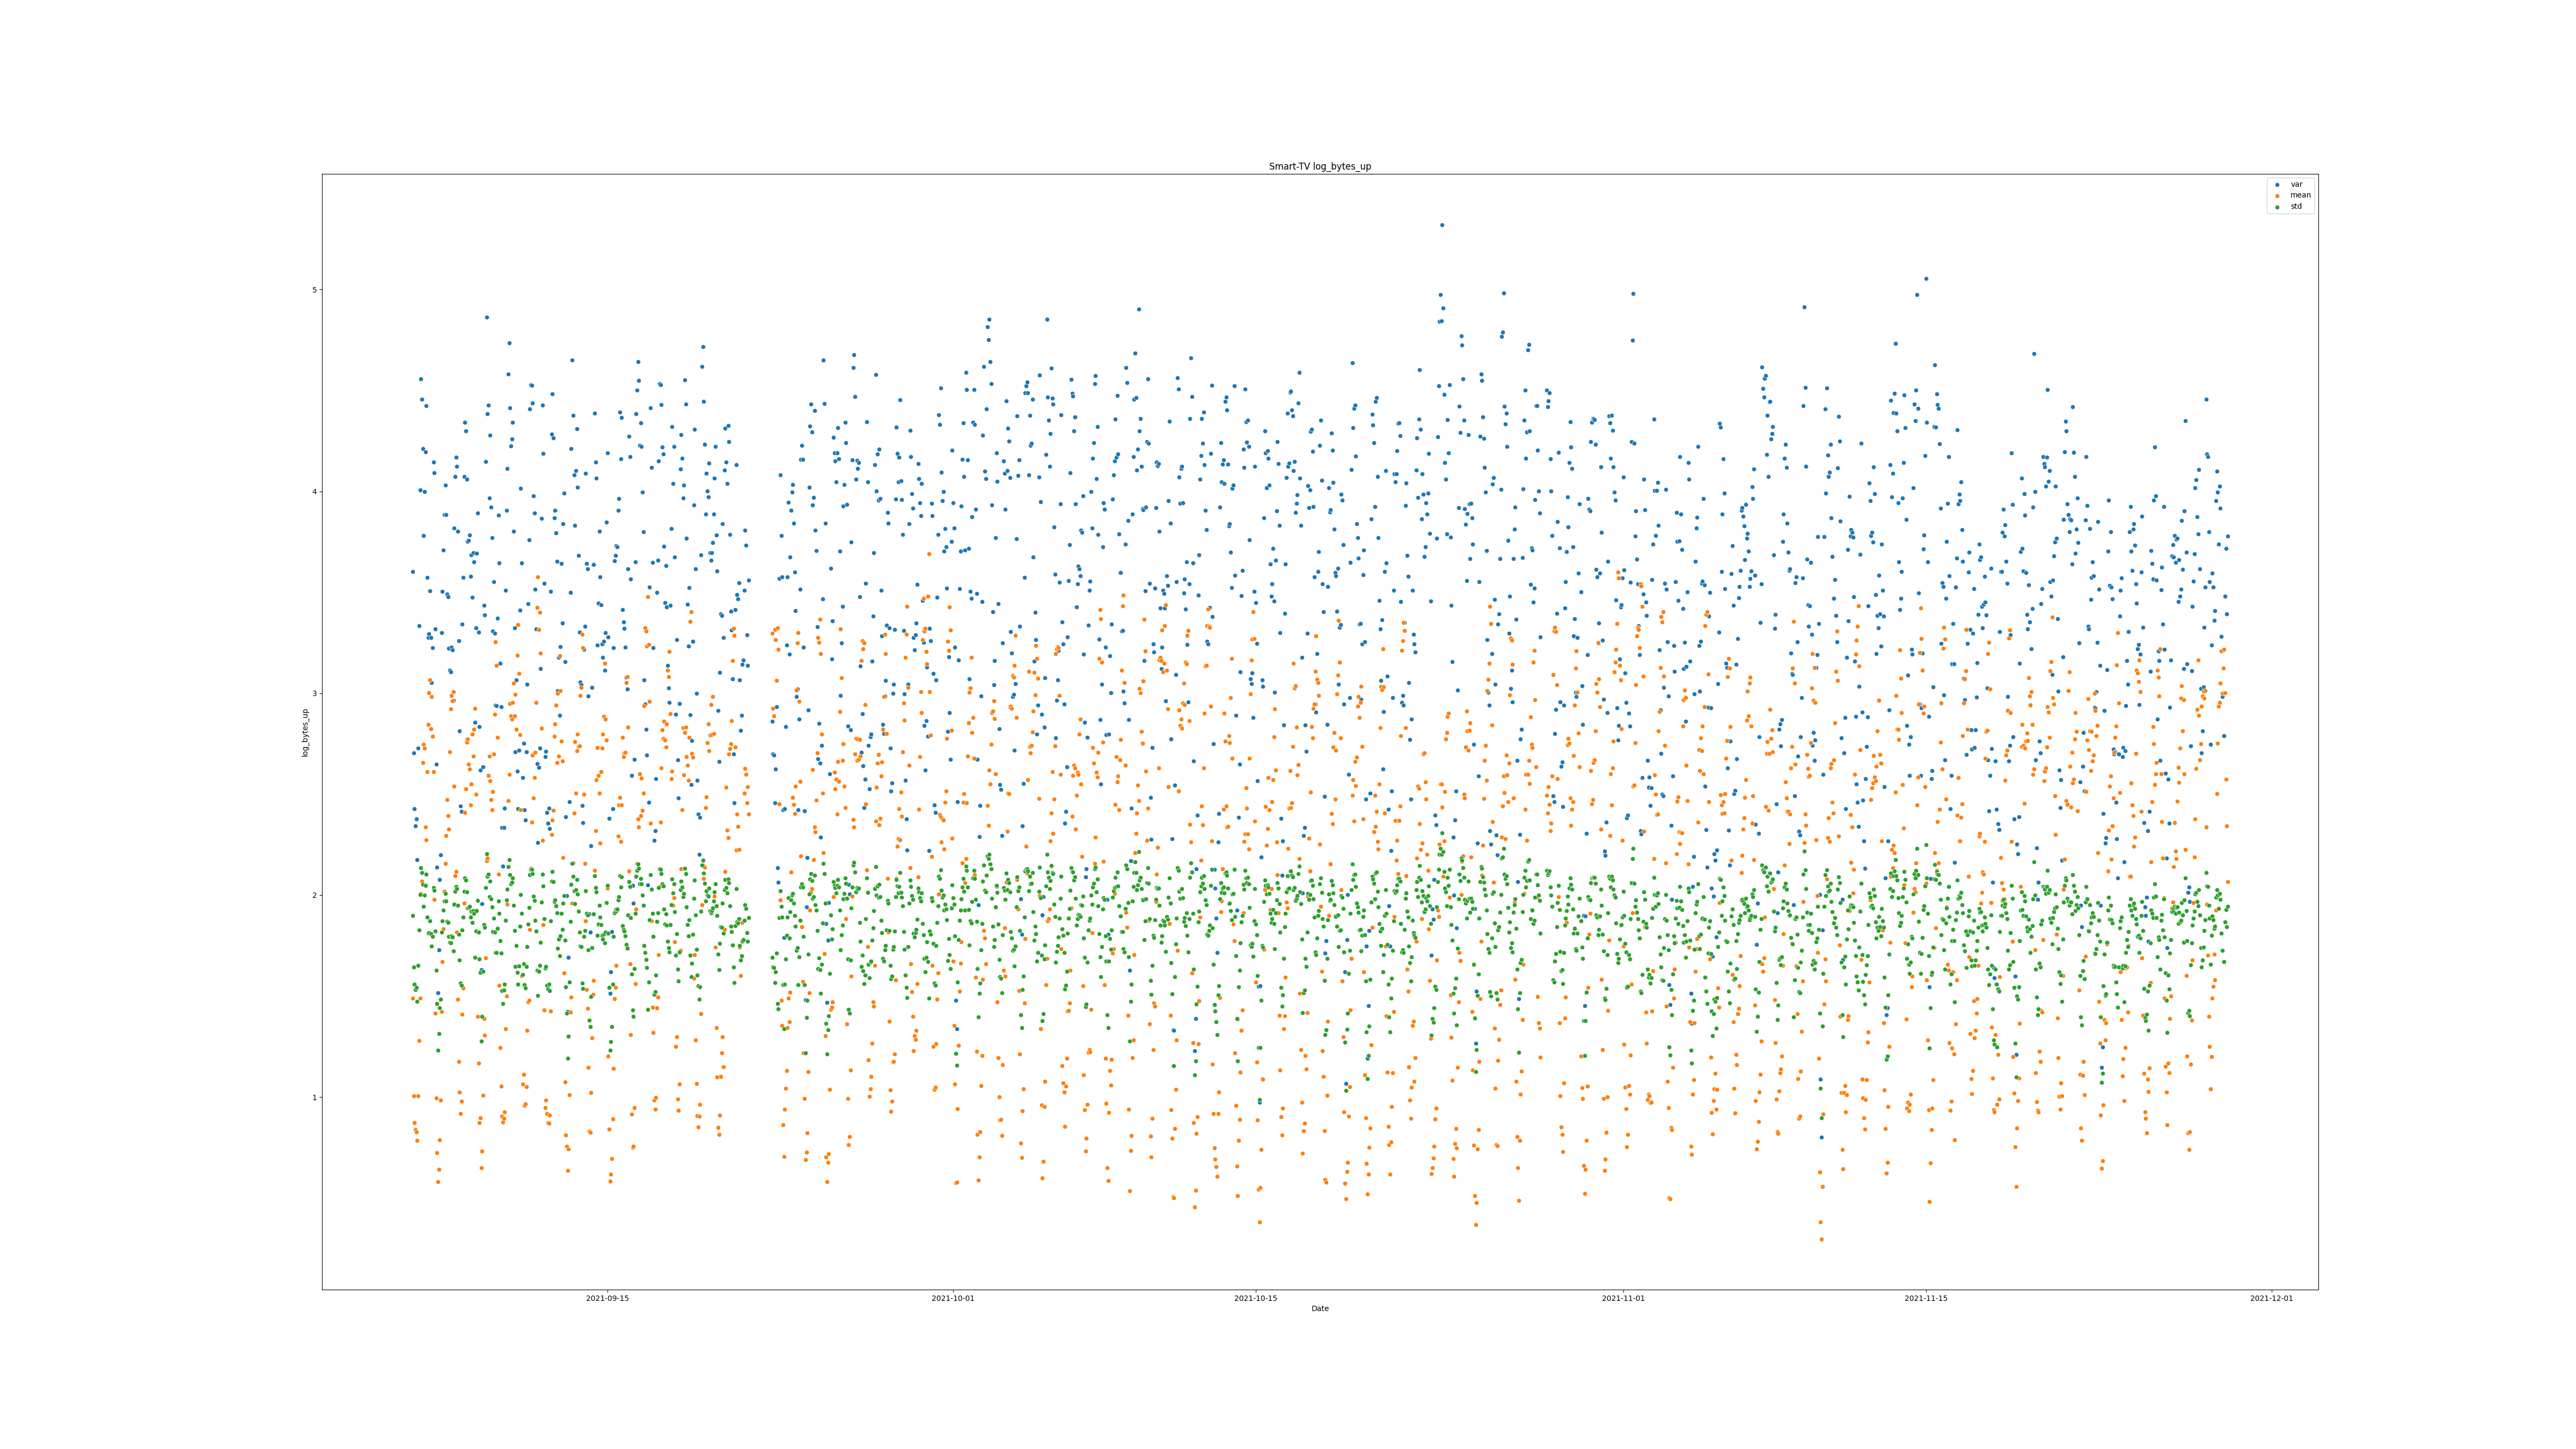 Smart-TV log_bytes_up
var
mean
std
5
4
3
2
1
log_bytes_up
2021-09-15
2021-10-01
2021-10-15
2021-11-01
2021-11-15
2021-12-01
Date